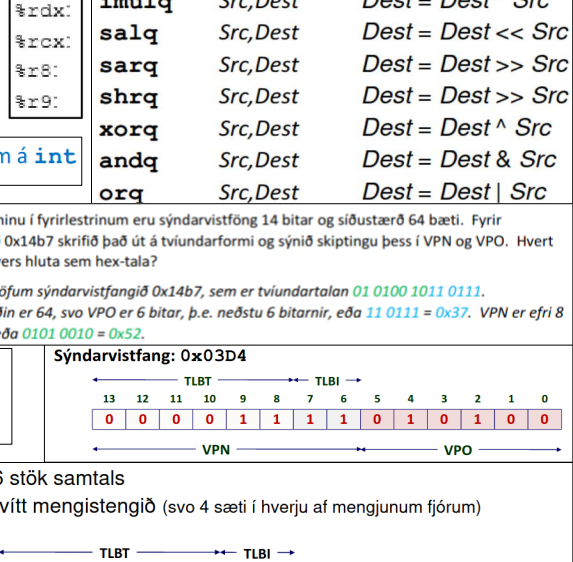 imulq Src,Dest Dest = Dest * Src
%rdx:
salq Src,Dest Dest = Dest << Src
%rcx:
sarq Src,Dest Dest = Dest >> Src
%r8:
shrq Src,Dest Dest = Dest >> Src
%r9:
xorq Src,Dest Dest = Dest ^ Src
á int
andq Src,Dest Dest = Dest & Src
orq Src,Dest Dest = Dest | Src
í fyrirlestrinum eru sýndarvistföng 14 bitar og síðustærð 64 bæti. Fyrir
0x14b7 skrifið það út á tvíundarformi og sýnið skiptingu þess í VPN og VPO. Hvert
hluta sem hex-tala?
sýndarvistfangið 0x14b7, sem er tvíundartalan 01 0100 1011 0111.
er 64, svo VPO er 6 bitar, þ.e. neðstu 6 bitarnir, eða 11 0111 = 0x37. VPN er efri 8
0101 0010 = 0x52.
Sýndarvistfang: 0x03D4
TLBT TLBI
13 12 11 10 9 8 7 6 5 4 3 2 1 0
0 0 0 0 1 1 1 1 0 1 0 1 0 0
VPN VPO
6 stök samtals
vítt mengistengið (svo 4 sæti í hverju af mengjunum fjórum)
TLBT TLBI